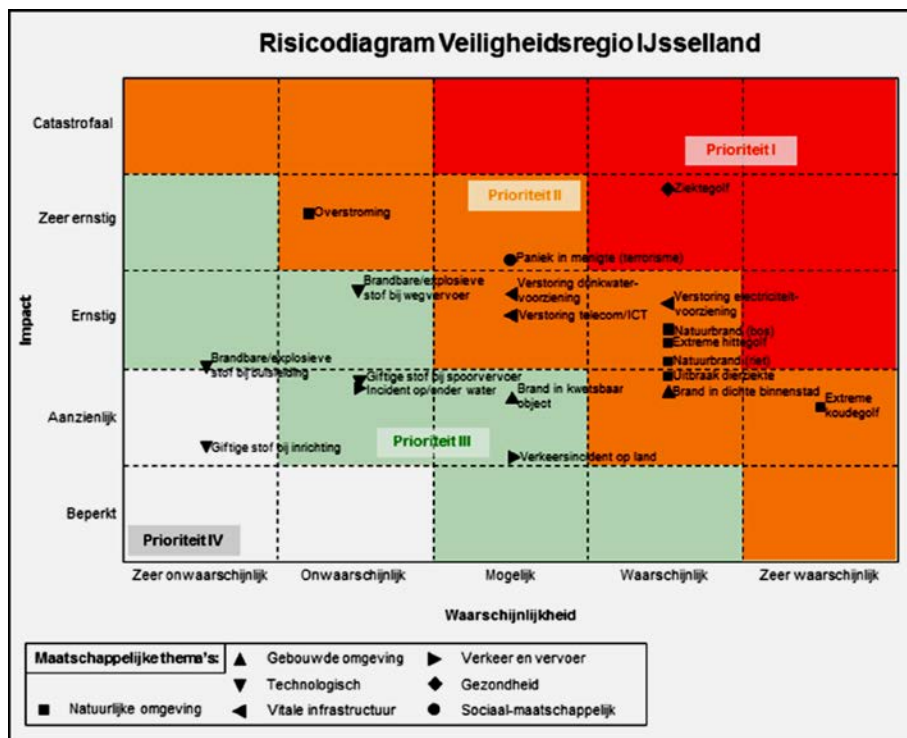 Risicodiagram Veiligheidsregio IJsselland
Catastrofaal
Prioriteit I
Ziektegolf
Zeer ernstig
Prioriteit II
Overstroming
Paniek in menigte (terrorisme)
Impact
Ernstig
Brandbare/explosieve
stof bij wegvervoer
Verstoring drinkwater-
voorziening
Verstoring telecom/ICT
Verstoring electriciteit-
voorziening
Natuurbrand (bos)
Extreme hittegolf
Natuurbrand (riet)
Brandbare/explosieve
stof bij buisleiding
Aanzienlijk
Giftige stof bij spoorvervoer
Incident op/onder water
Brand in kwetsbaar
object
Uitbraak dierziekte
Brand in dichte binnenstad
Extreme
koudegolf
Giftige stof bij inrichting
Prioriteit III
Verkeersincident op land
Beperkt
Prioriteit IV
Zeer onwaarschijnlijk
Onwaarschijnlijk
Mogelijk
Waarschijnlijk
Zeer waarschijnlijk
Waarschijnlijkheid
Maatschappelijke thema's:
Gebouwde omgeving
Verkeer en vervoer
Technologisch
Gezondheid
Natuurlijke omgeving
Vitale infrastructuur
Sociaal-maatschappelijk